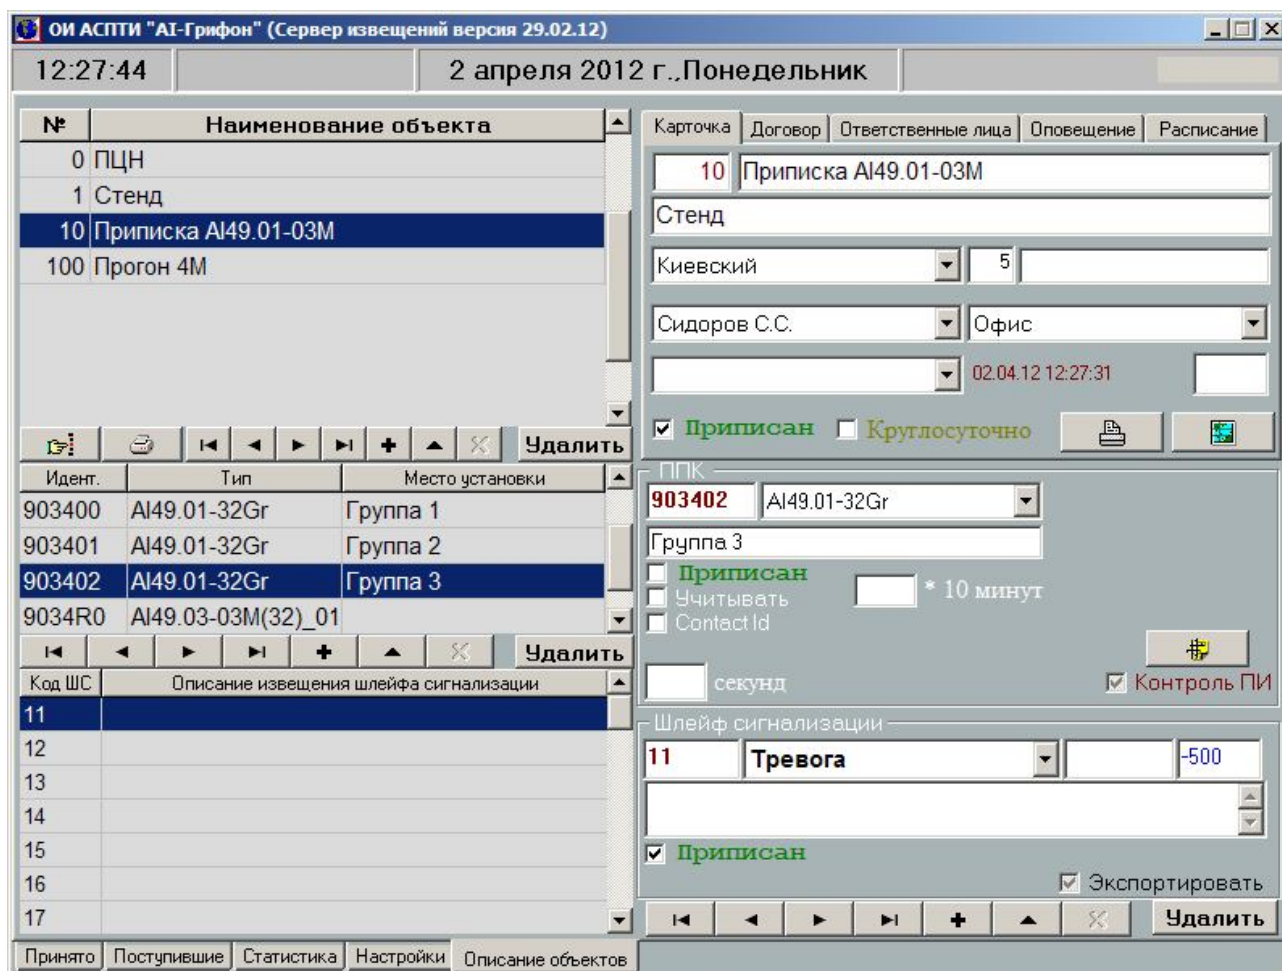 ОИ АСПТИ "АІ-Грифон" (Сервер извещений версия 29.02.12)
12:27:44 2 апреля 2012 г.,Понедельник
№ Наименование объекта
0 ПЦН
1 Стенд
10 Приписка АІ49.01-03М
100 Прогон 4М
Удалить
Идент. Тип Место установки
903400 AI49.01-32Gr Группа 1
903401 AI49.01-32Gr Группа 2
903402 AI49.01-32Gr Группа 3
9034R0 AI49.03-03M(32)_01
Удалить
Код ШС Описание извещения шлейфа сигнализации
11
12
13
14
15
16
17
Карточка Договор Ответственные лица Оповещение Расписание
10 Приписка АІ49.01-03М
Стенд
Киевский 5
Сидоров С.С. Офис
02.04.12 12:27:31
Приписан Круглосуточно
ППК
903402 AI49.01-32Gr
Группа 3
Приписан
Учитывать * 10 минут
Contact Id
секунд Контроль ПИ
Шлейф сигнализации
11 Тревога -500
Приписан
Экспортировать
Удалить
Принято Поступившие Статистика Настройки Описание объектов